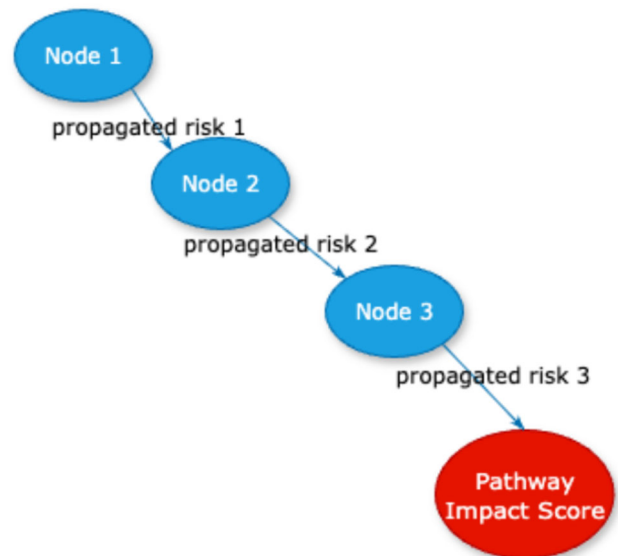 Node 1
propagated risk 1
Node 2
propagated risk 2
Node 3
propagated risk 3
Pathway
Impact Score